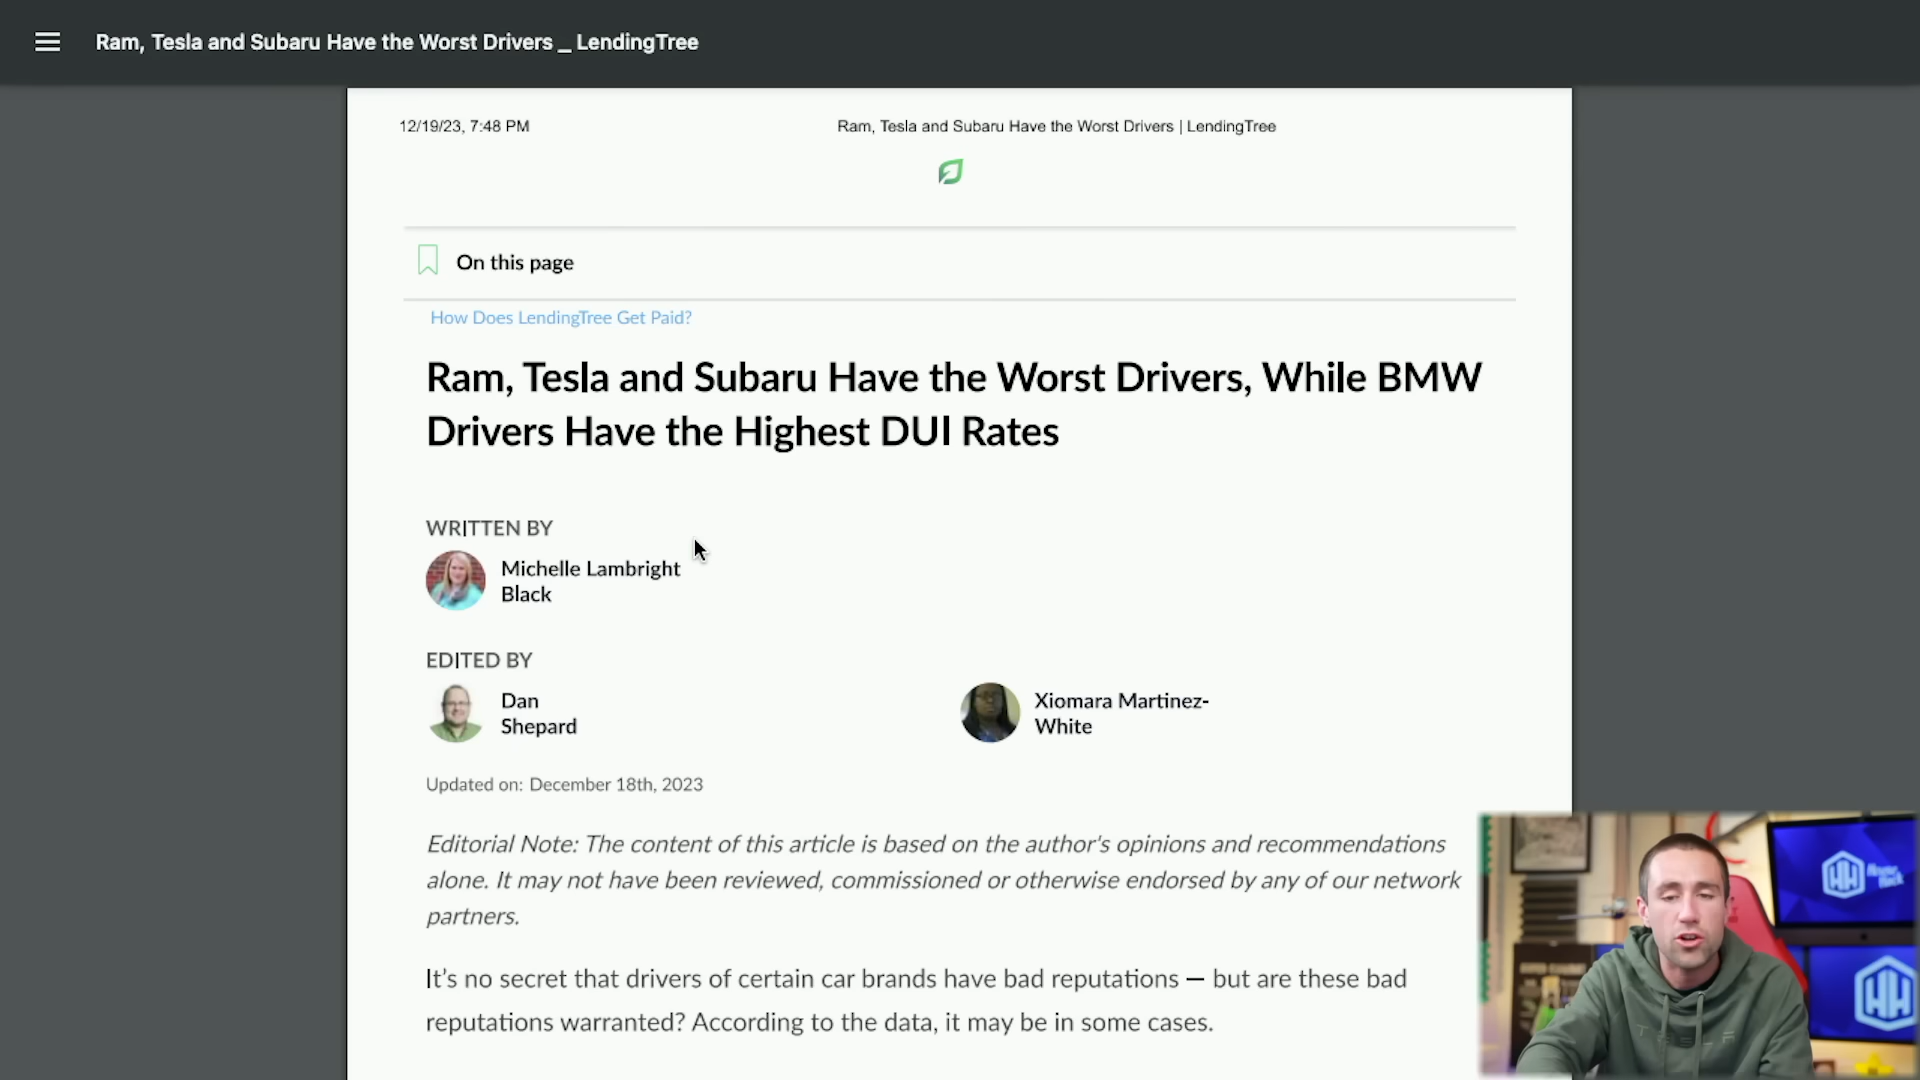 Ram, Tesla and Subaru Have the Worst Drivers _ LendingTree
12/19/23, 7:48 PM
Ram, Tesla and Subaru Have the Worst Drivers | LendingTree
On this page
How Does LendingTree Get Paid?
Ram, Tesla and Subaru Have the Worst Drivers, While BMW
Drivers Have the Highest DUI Rates
WRITTEN BY
Michelle Lambright
Black
EDITED BY
Dan
Shepard
Xiomara Martinez-
White
Updated on: December 18th, 2023
Editorial Note: The content of this article is based on the author's opinions and recommendations
alone. It may not have been reviewed, commissioned or otherwise endorsed by any of our network
partners.
It's no secret that drivers of certain car brands have bad reputations — but are these bad
reputations warranted? According to the data, it may be in some cases.
TESLA